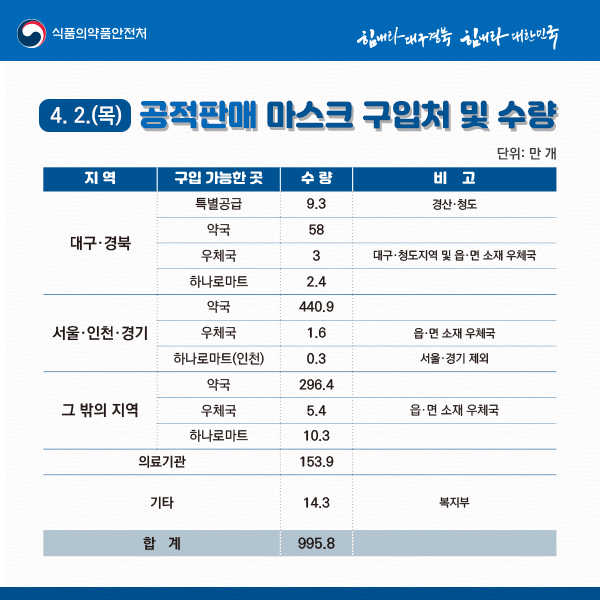 식품의약품안전처
힘내라 대구경북 힘내라 대한민국
4. 2.(목) 공적판매 마스크 구입처 및 수량
단위: 만 개
지 역 구입 가능한 곳 수 량 비 고
대구·경북
특별공급 9.3 경산·청도
약국 58
우체국 3 대구·청도지역 및 읍·면 소재 우체국
하나로마트 2.4
서울·인천·경기
약국 440.9
우체국 1.6 읍·면 소재 우체국
하나로마트(인천) 0.3 서울·경기 제외
그 밖의 지역
약국 296.4
우체국 5.4 읍·면 소재 우체국
하나로마트 10.3
의료기관 153.9
기타 14.3 복지부
합 계 995.8